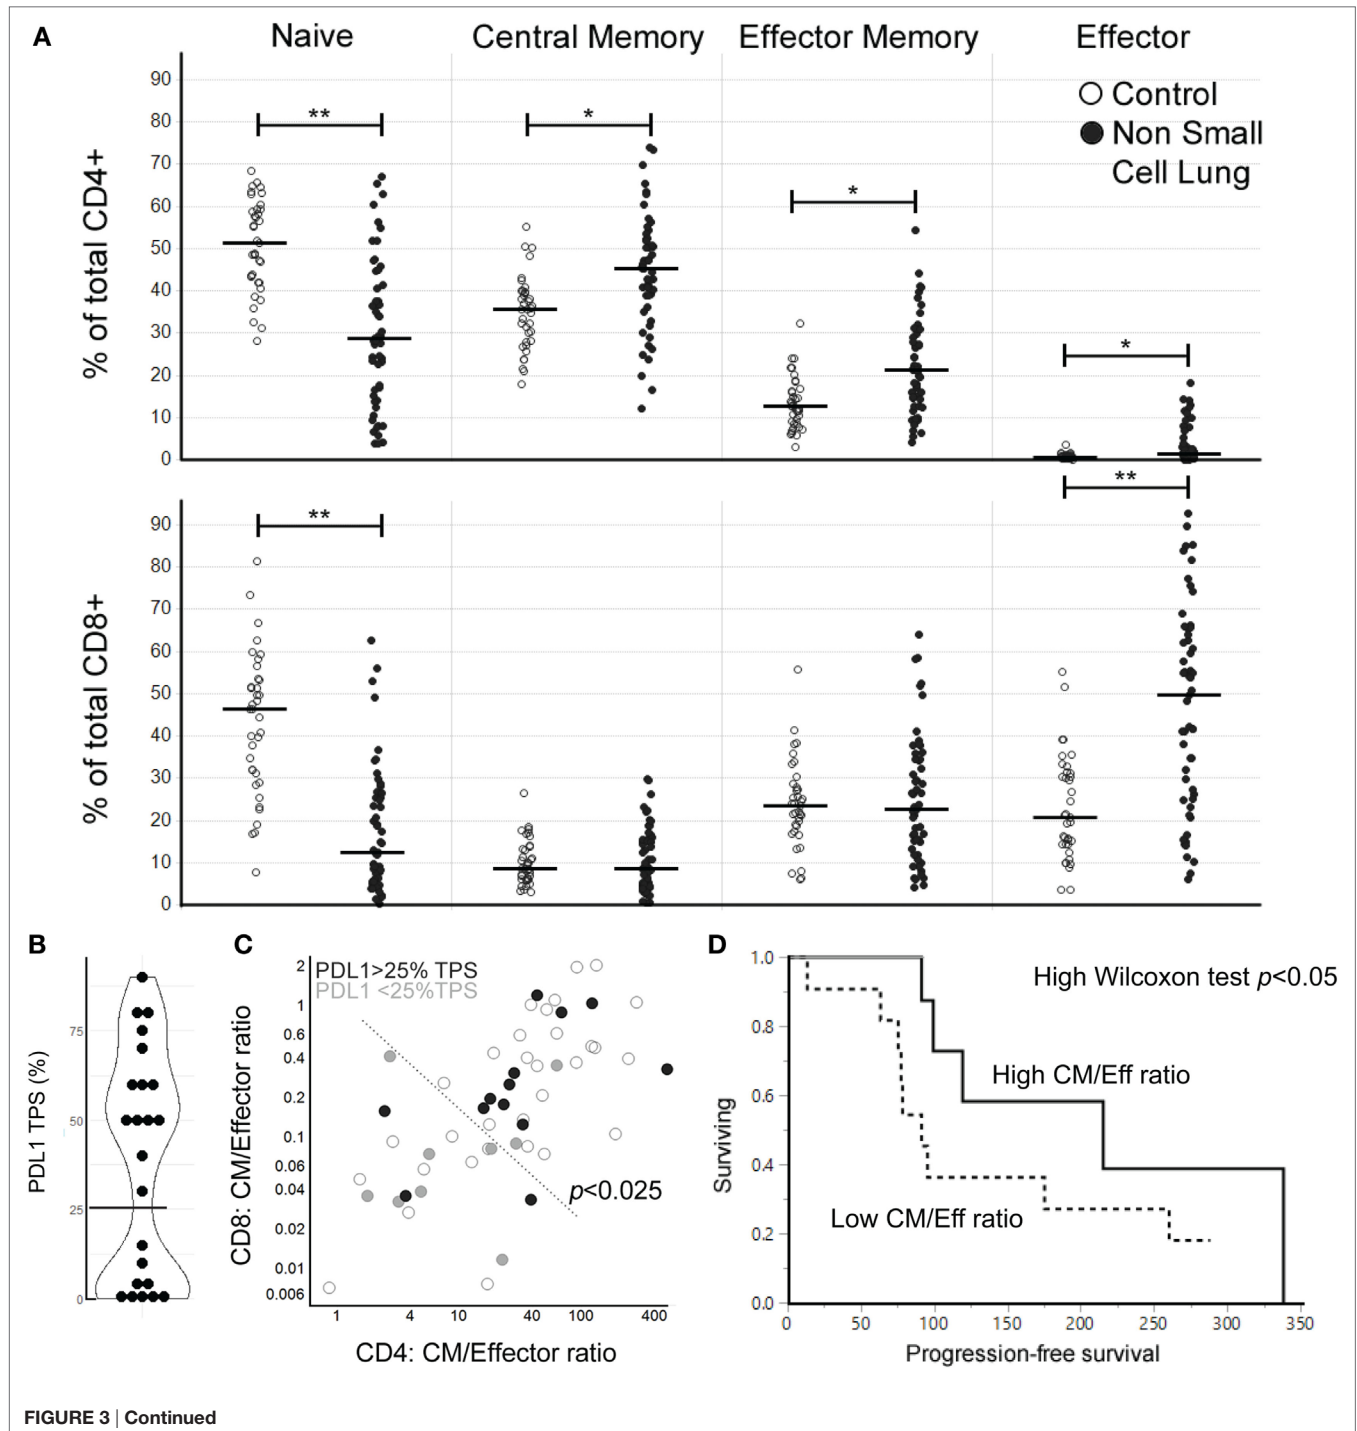 A
Naive
Central Memory
Effector Memory
Effector
Control
Non Small
Cell Lung
% of total CD4+
90
80
70
60
50
40
30
20
10
0
**
*
*
*
% of total CD8+
90
80
70
60
50
40
30
20
10
0
**
**
B
PDL1 TPS (%)
75
50
25
0
C
PDL1>25% TPS
PDL1 <25%TPS
CD8: CM/Effector ratio
2
1
0.6
0.4
0.2
0.1
0.06
0.04
0.02
0.01
0.006
p<0.025
1
4
10
40
100
400
CD4: CM/Effector ratio
D
High Wilcoxon test p<0.05
High CM/Eff ratio
Low CM/Eff ratio
Surviving
1.0
0.8
0.6
0.4
0.2
0.0
0
50
100
150
200
250
300
350
Progression-free survival
FIGURE 3 | Continued